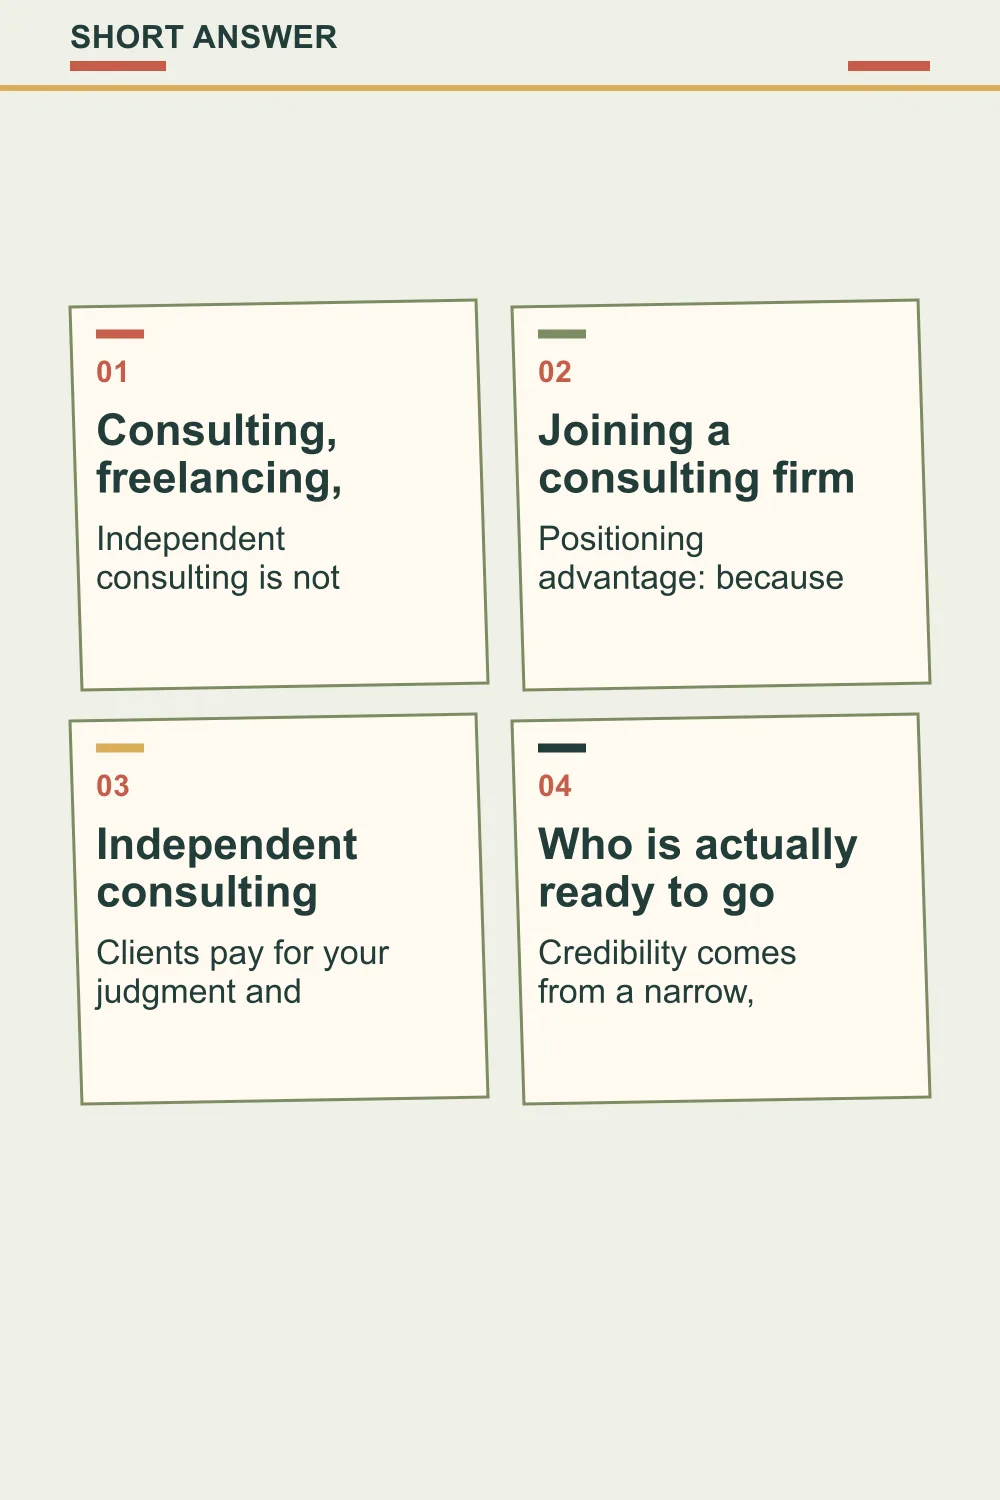 SHORT ANSWER
01
Consulting,
freelancing,
Independent
consulting is not
02
Joining a
consulting firm
Positioning
advantage: because
03
Independent
consulting
Clients pay for your
judgment and
04
Who is actually
ready to go
Credibility comes
from a narrow,